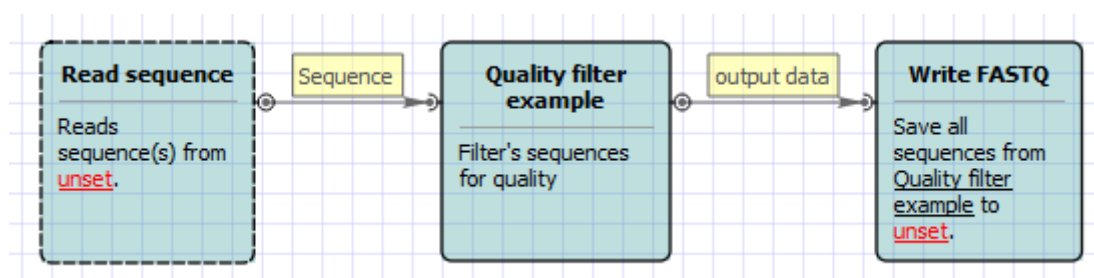 Read sequence
Reads
sequence(s) from
unset.
Sequence
Quality filter
example
Filter's sequences
for quality
output data
Write FASTQ
Save all
sequences from
Quality filter
example to
unset.